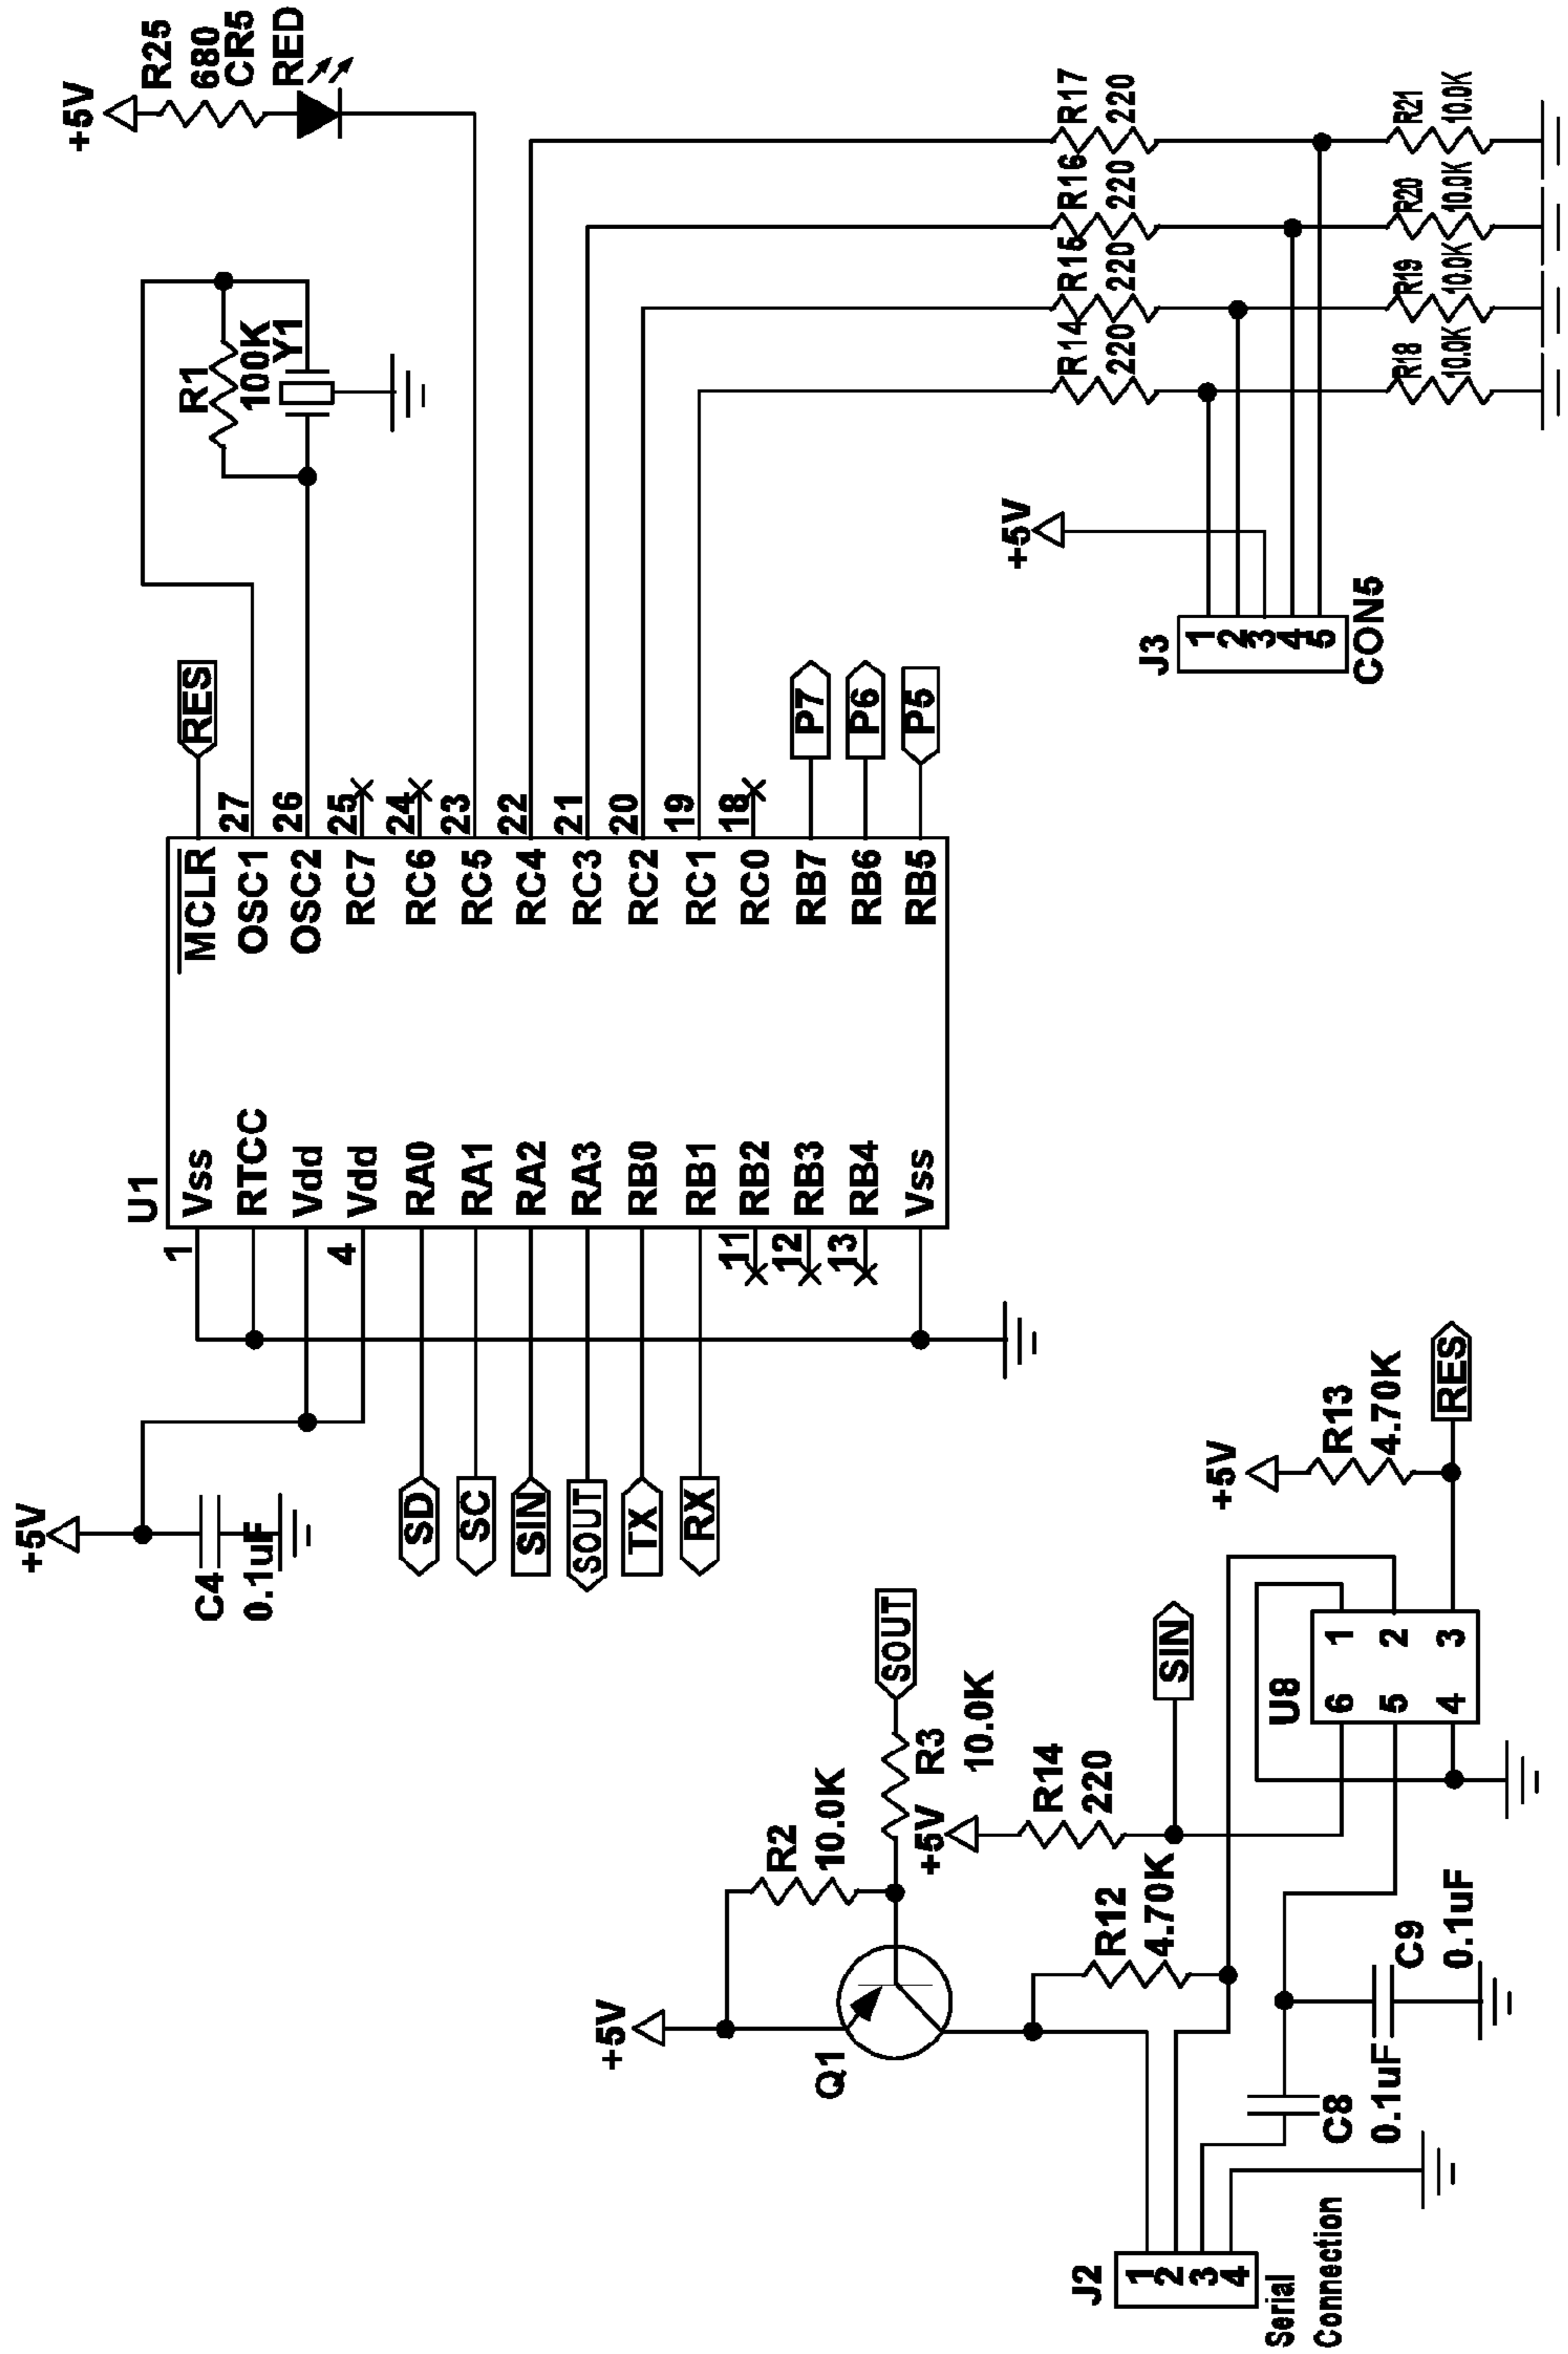 +5V
R25
680
CR5
RED
R17
220
R16
220
R15
220
R14
220
R21
10.0K
R20
10.0K
R19
10.0K
R18
10.0K
R1
100K
Y1
+5V
J3
1
2
3
4
5
CON5
RES
P7
P6
P5
27
26
25
24
23
22
21
20
19
18
MCLR
OSC1
OSC2
RC7
RC6
RC5
RC4
RC3
RC2
RC1
RC0
RB7
RB6
RB5
U1
Vss
RTCC
Vdd
Vdd
RA0
RA1
RA2
RA3
RB0
RB1
RB2
RB3
RB4
Vss
1
4
11
12
13
+5V
C4
0.1uF
SD
SC
SIN
SOUT
TX
RX
+5V
R13
4.70K
RES
SOUT
R3
10.0K
SIN
U8
1
2
3
6
5
4
R2
10.0K
+5V
R14
220
R12
4.70K
+5V
Q1
C9
0.1uF
C8
0.1uF
J2
1
2
3
4
Serial
Connection